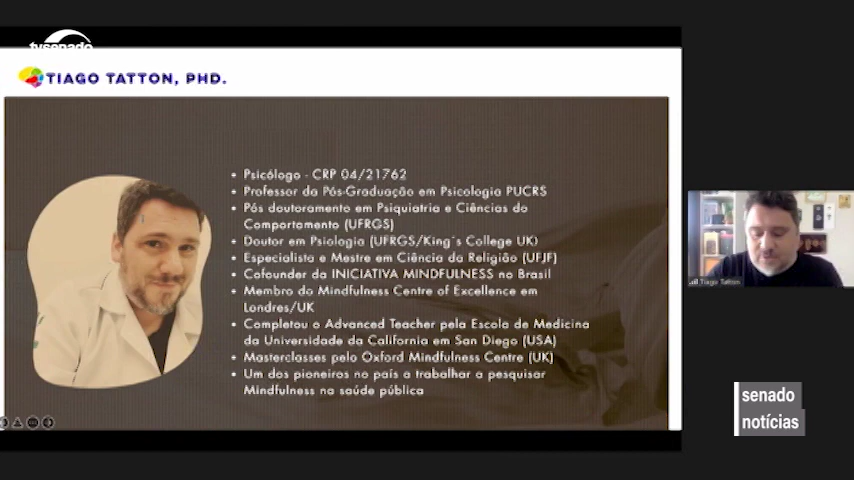 tvsenado
TIAGO TATTON, PHD.
• Psicólogo - CRP 04/21762
• Professor da Pós-Graduação em Psicologia PUCRS
• Pós doutoramento em Psiquiatria e Ciências do
Comportamento (UFRGS)
• Doutor em Psiologia (UFRGS/King´s College UK)
• Especialista e Mestre em Ciência da Religião (UFJF)
• Cofounder da INICIATIVA MINDFULNESS no Brasil
• Membro do Mindfulness Centre of Excellence em
Londres/UK
• Completou o Advanced Teacher pela Escola de Medicina
da Universidade da California em San Diego (USA)
• Masterclasses pelo Oxford Mindfulness Centre (UK)
• Um dos pioneiros no país a trabalhar a pesquisar
Mindfulness na saúde pública
Tiago Tatton
senado
notícias